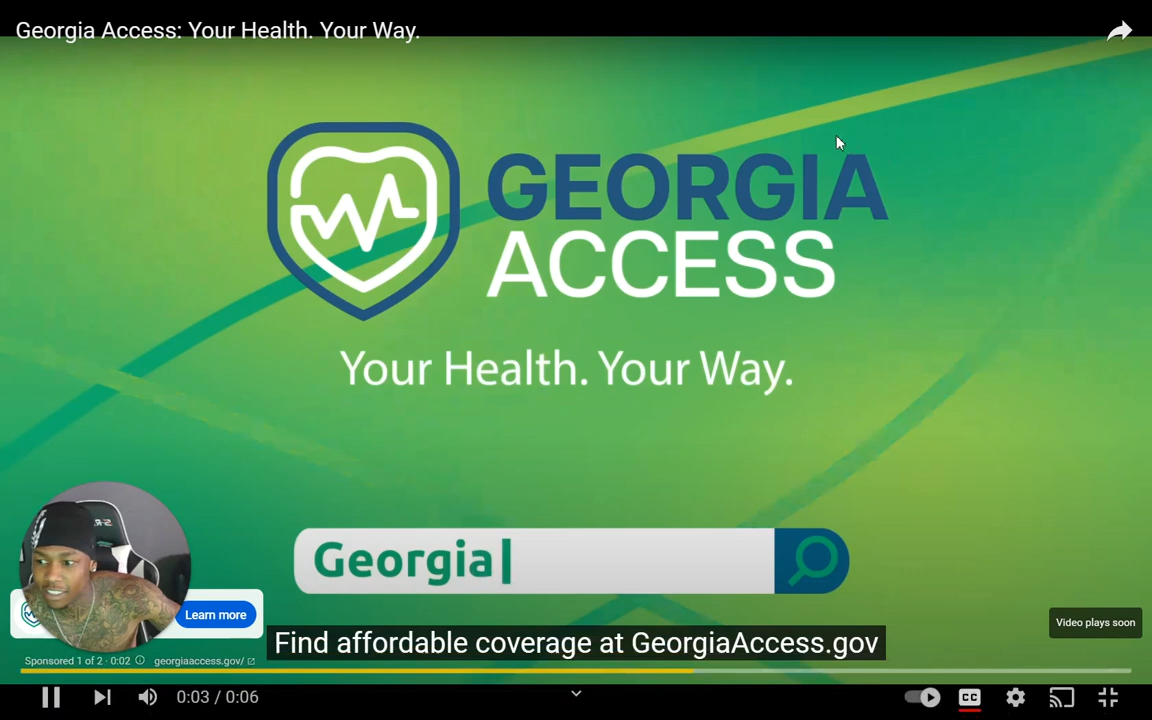 Georgia Access: Your Health. Your Way.
GEORGIA
ACCESS
Your Health. Your Way.
Georgia
Learn more
Find affordable coverage at GeorgiaAccess.gov
Video plays soon
Sponsored 1 of 2 · 0:02
georgiaaccess.gov/
0:03 / 0:06
CC